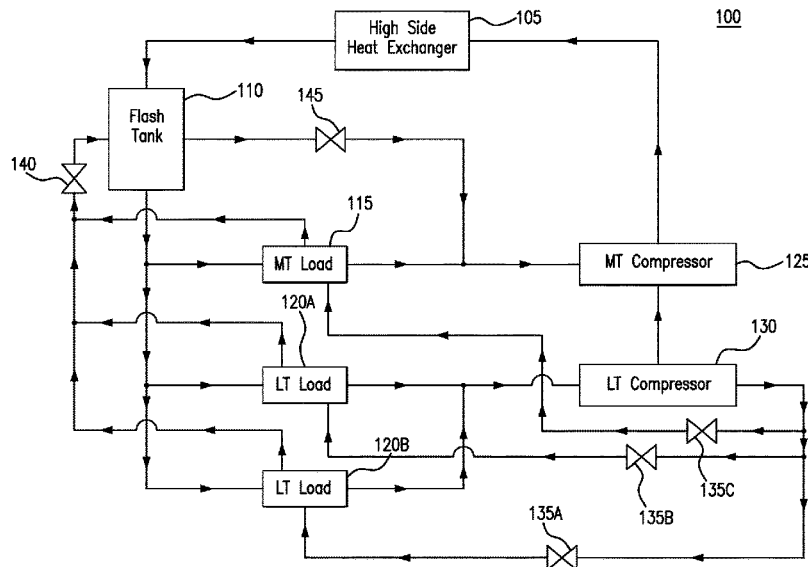 100
High Side
Heat Exchanger
105
Flash
Tank
110
145
140
MT Load
115
MT Compressor
125
120A
LT Load
LT Compressor
130
120B
LT Load
135C
135B
135A